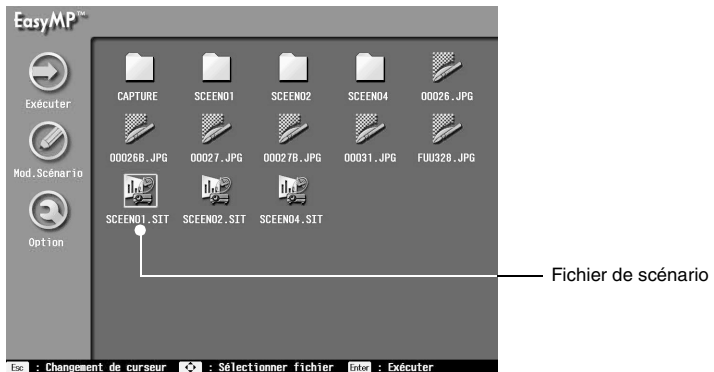 EasyMP™
CAPTURE SCEEN01 SCEEN02 SCEEN04 00026.JPG
Exécuter
00026B.JPG 00027.JPG 00027B.JPG 00031.JPG FUU328.JPG
Mod.Scénario
SCEEN01.SIT SCEEN02.SIT SCEEN04.SIT
Option
Fichier de scénario
Esc : Changement de curseur : Sélectionner fichier Enter : Exécuter